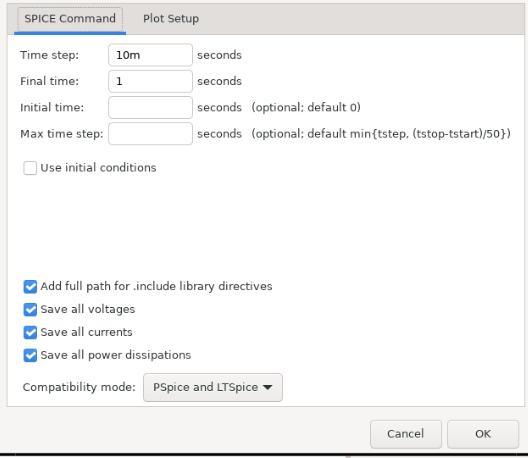 SPICE Command Plot Setup
Time step: 10m seconds
Final time: 1 seconds
Initial time: seconds (optional; default 0)
Max time step: seconds (optional; default min{tstep, (tstop-tstart)/50})
Use initial conditions
Add full path for .include library directives
Save all voltages
Save all currents
Save all power dissipations
Compatibility mode: PSpice and LTSpice
Cancel OK